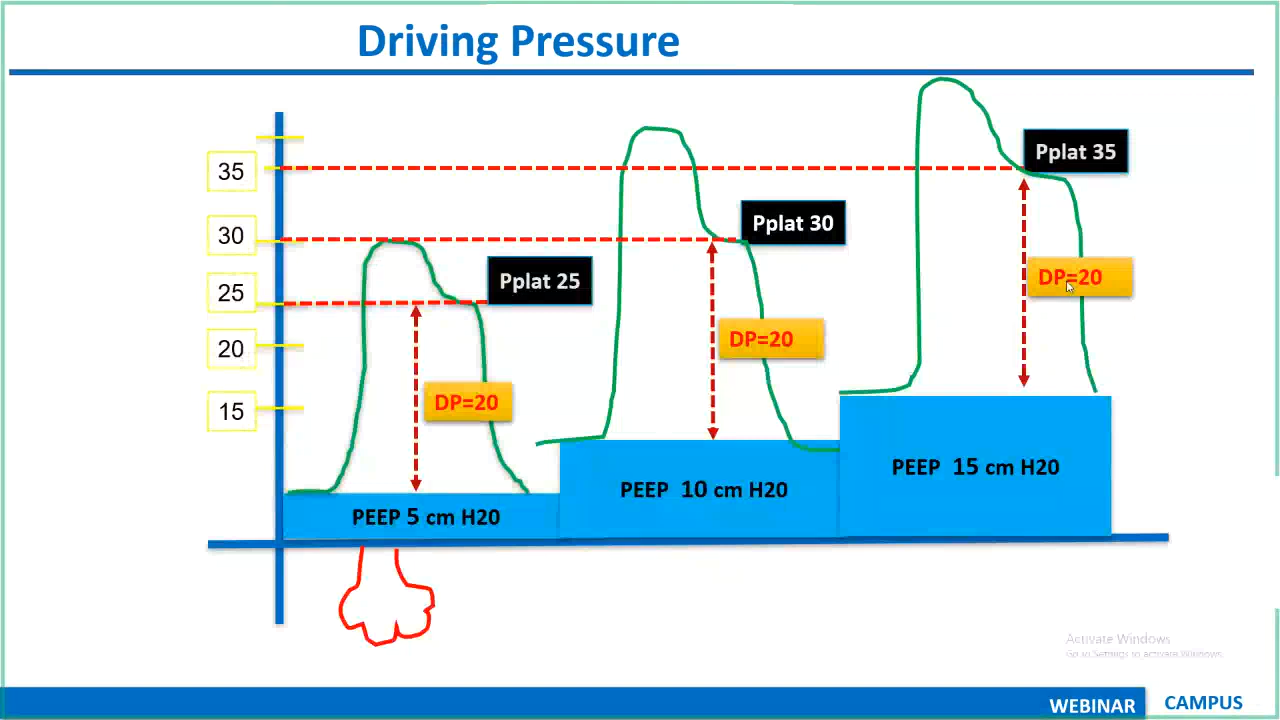 Driving Pressure
35
30
25
20
15
Pplat 25
DP=20
PEEP 5 cm H20
Pplat 30
DP=20
PEEP 10 cm H20
Pplat 35
DP=20
PEEP 15 cm H20
Activate Windows
Go to Settings to activate Windows.
WEBINAR CAMPUS